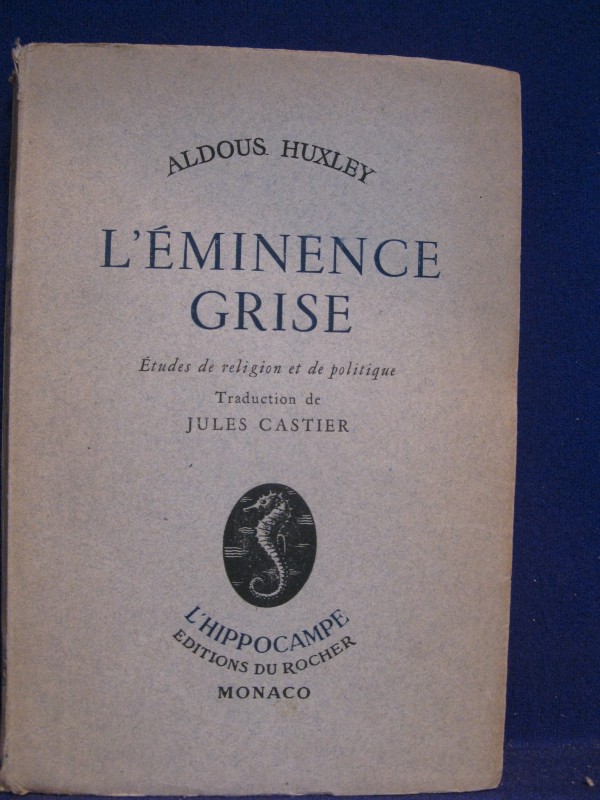 ALDOUS HUXLEY
L'ÉMINENCE
GRISE
Études de religion et de politique
Traduction de
JULES CASTIER
L'HIPPOCAMPE
EDITIONS DU ROCHER
MONACO